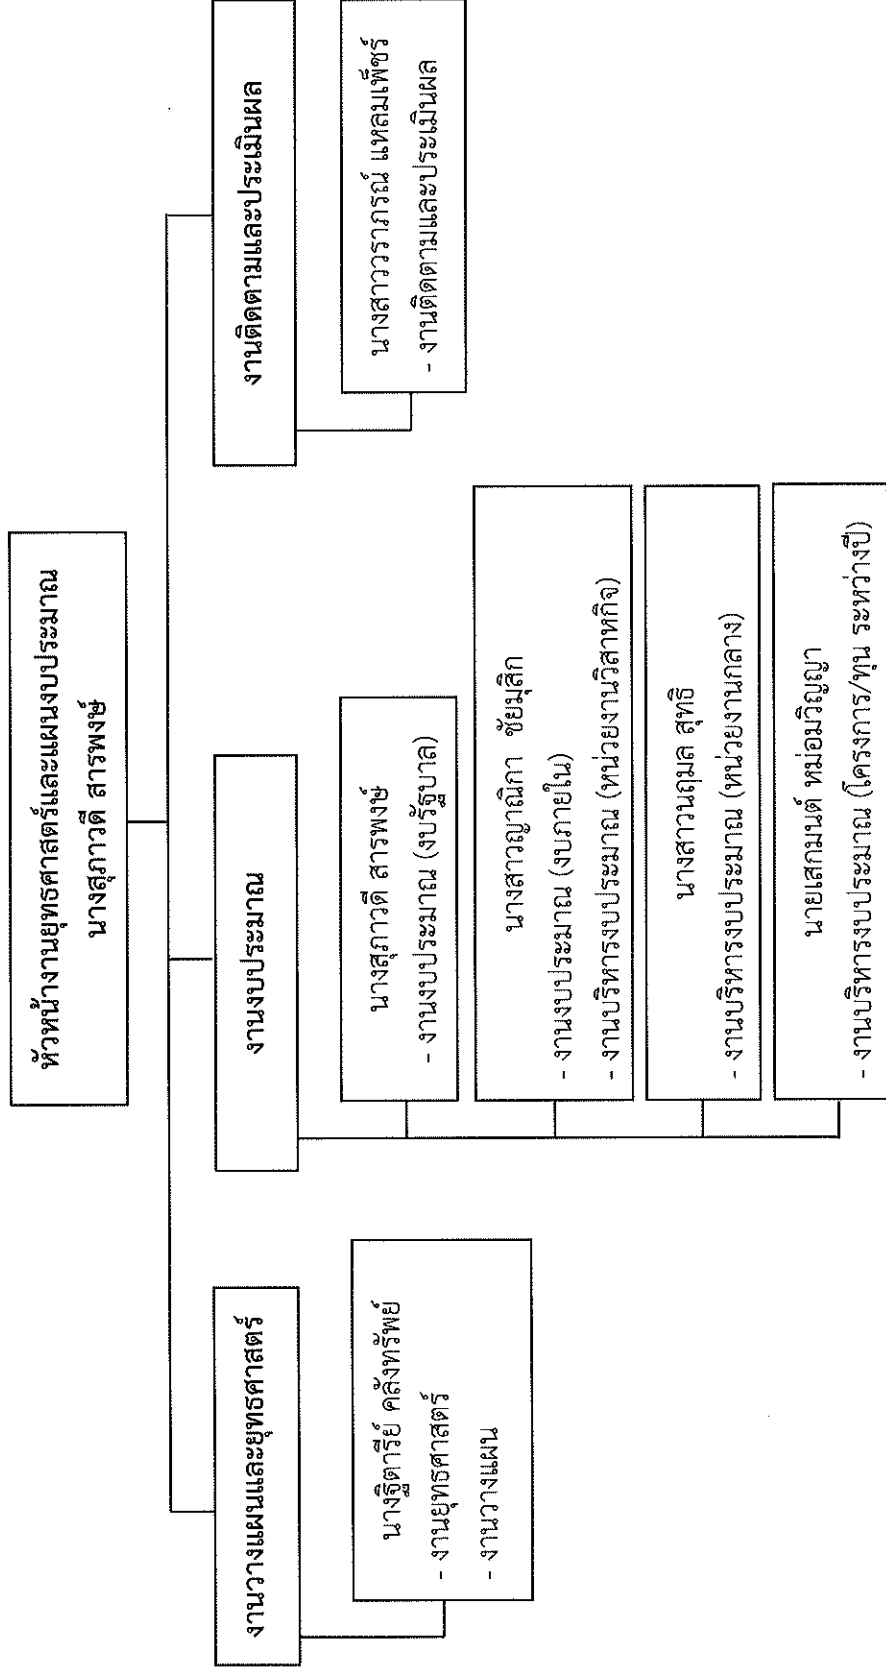 หัวหน้างานยุทธศาสตร์และแผนงบประมาณ
นางสุภาวดี สารพงษ์
งานวางแผนและยุทธศาสตร์
นางฐิตารีย์ คลังทรัพย์
- งานยุทธศาสตร์
- งานวางแผน
งานงบประมาณ
นางสุภาวดี สารพงษ์
- งานงบประมาณ (งบรัฐบาล)
นางสาวญาณิกา ชัยมุสิก
- งานงบประมาณ (งบภายใน)
- งานบริหารงบประมาณ (หน่วยงานวิสาหกิจ)
นางสาวนฤมล สุทธิ
- งานบริหารงบประมาณ (หน่วยงานกลาง)
นายเสกมนต์ หม่อมวิญญา
- งานบริหารงบประมาณ (โครงการ/ทุน ระหว่างปี)
งานติดตามและประเมินผล
นางสาววราภรณ์ แหลมเพ็ชร์
- งานติดตามและประเมินผล